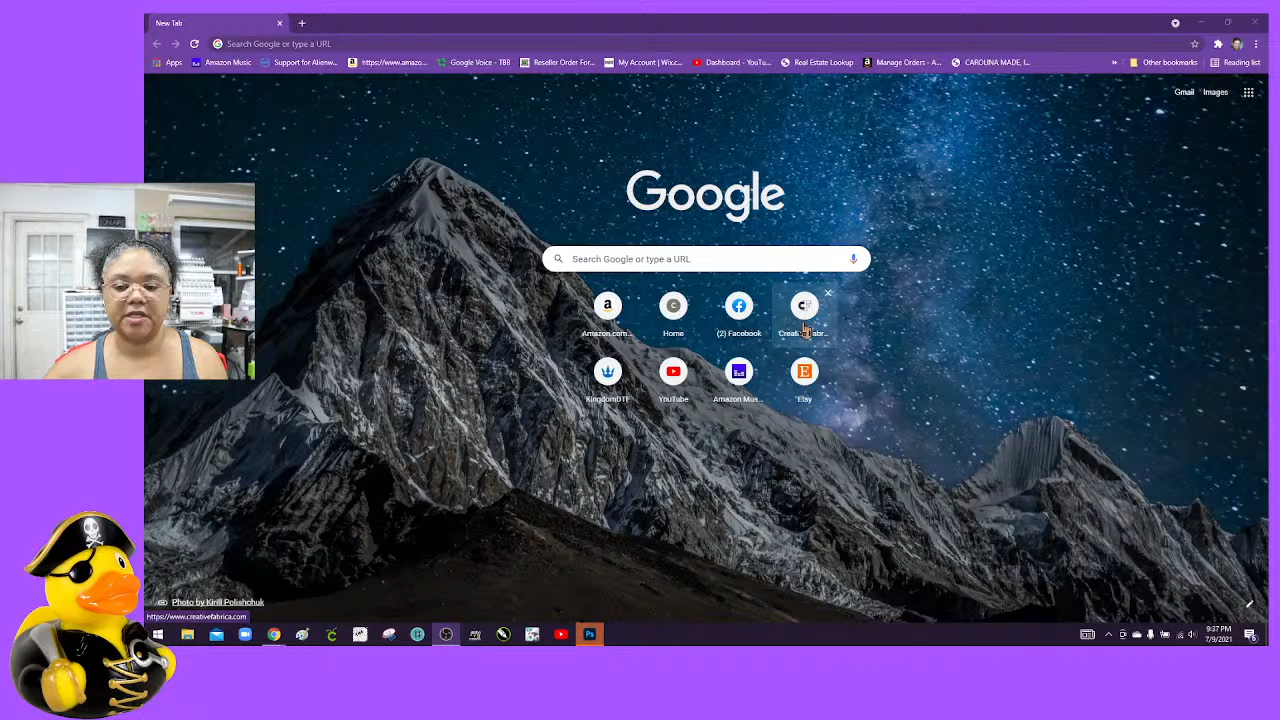 New Tab
Search Google or type a URL
Apps Amazon Music Support for Alienw... https://www.amazo... Google Voice - TBB Reseller Order For... My Account | Wix.c... Dashboard - YouTu... Real Estate Lookup Manage Orders - A... CAROLINA MADE, I... » Other bookmarks Reading list
Gmail Images
Google
Search Google or type a URL
Amazon.com... Home (2) Facebook
KingdomDTF YouTube Amazon Mus... Etsy
ON AIR
Photo by Kirill Polishchuk
https://www.creativefabrica.com
9:37 PM
7/9/2021